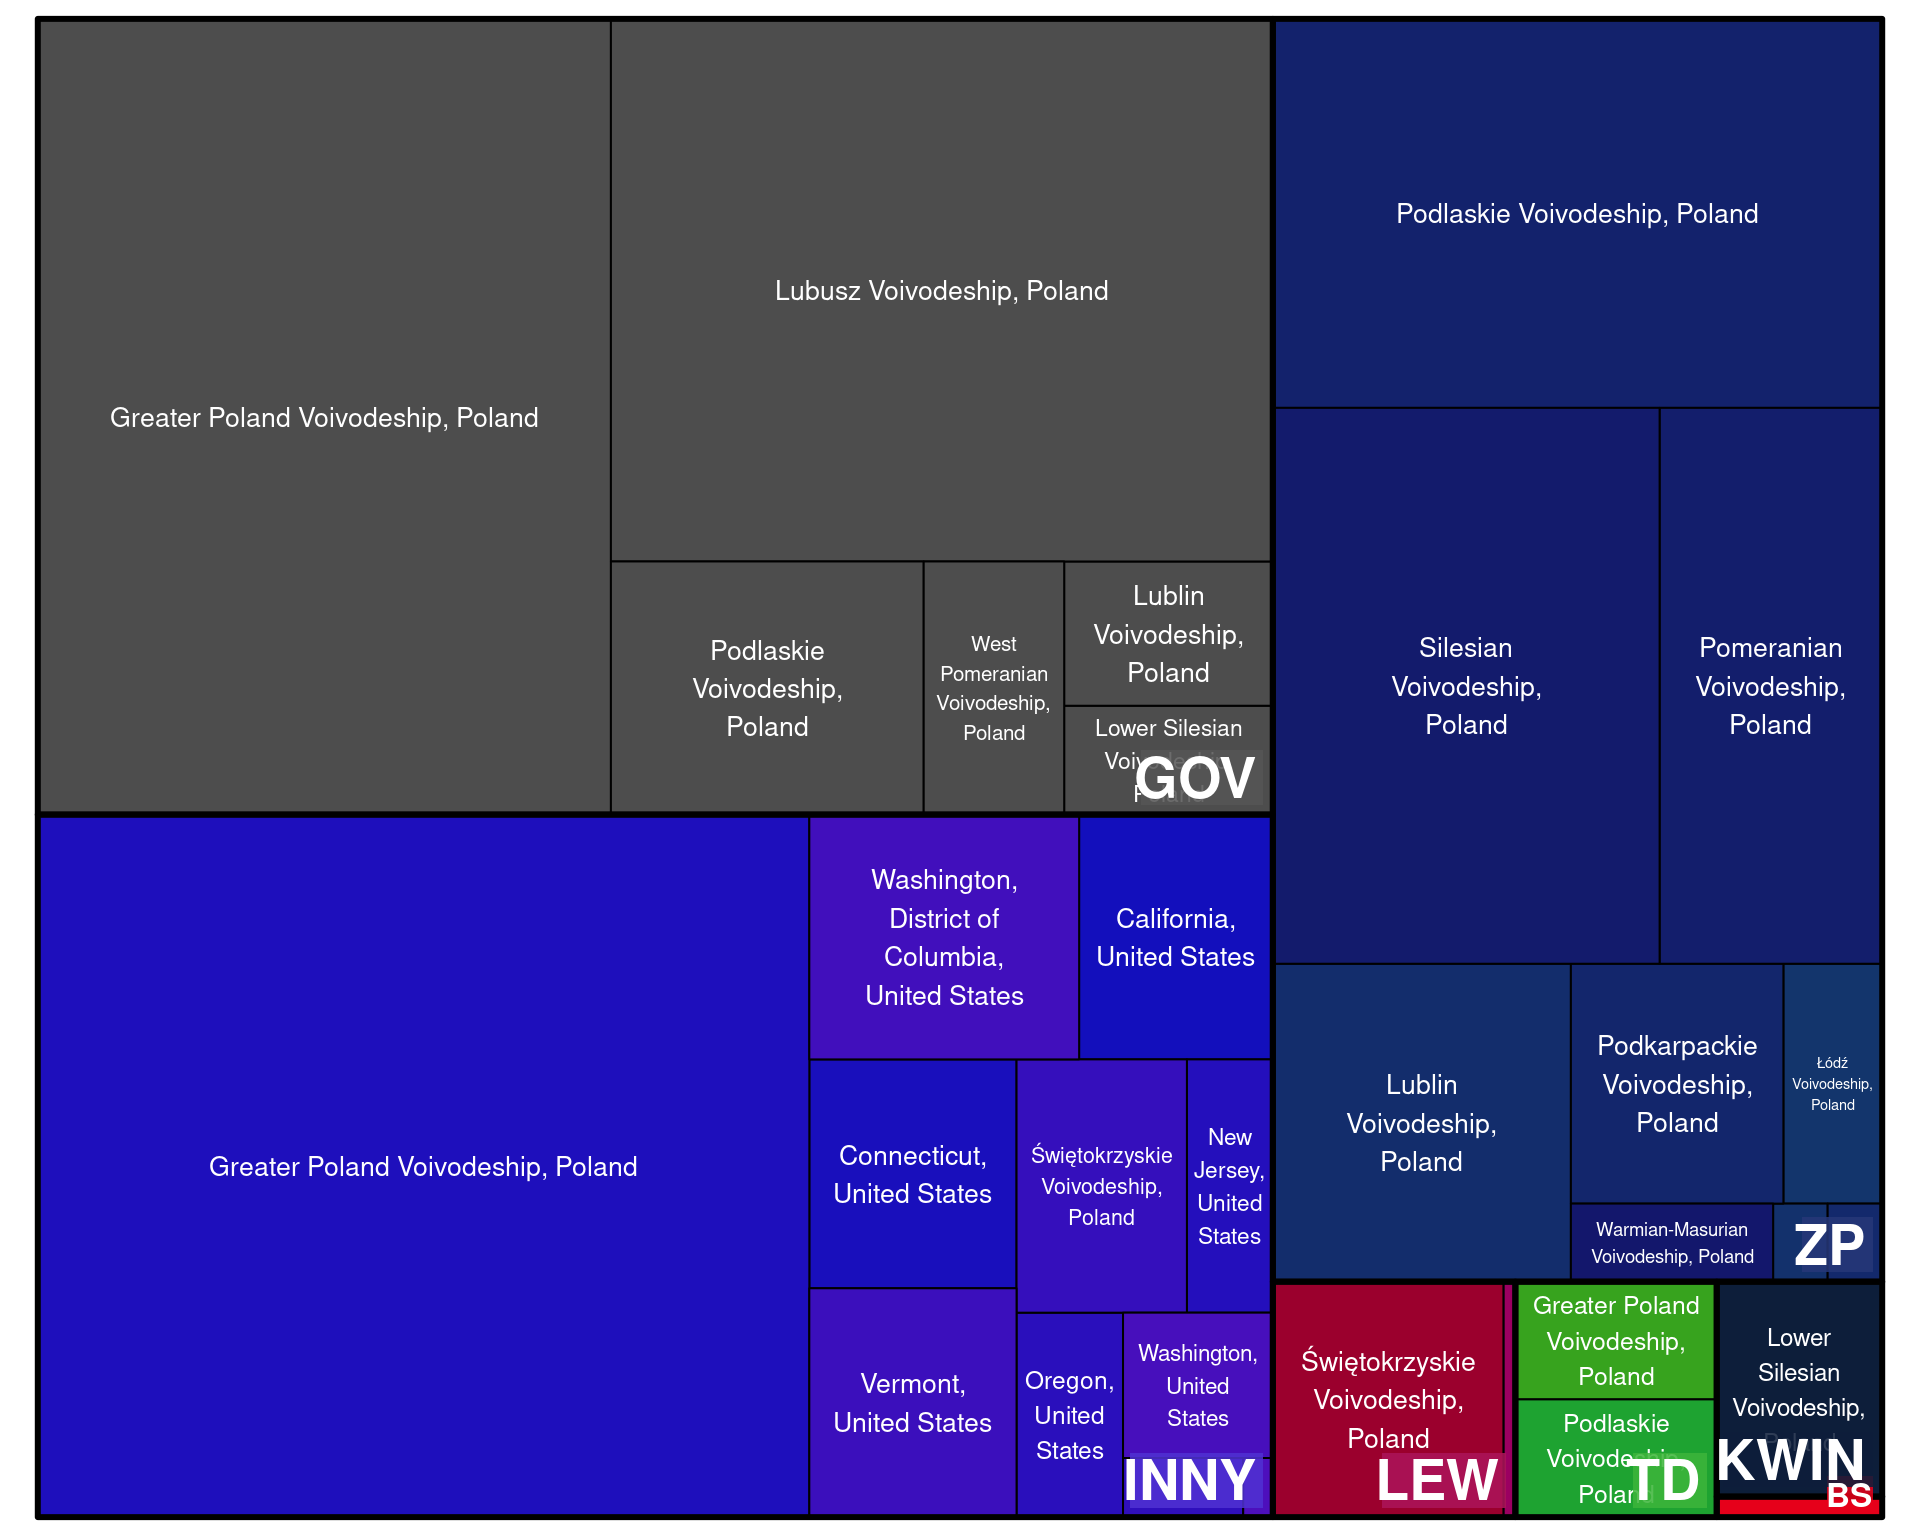 Greater Poland Voivodeship, Poland
Lubusz Voivodeship, Poland
Podlaskie
Voivodeship,
Poland
West
Pomeranian
Voivodeship,
Poland
Lublin
Voivodeship,
Poland
Lower Silesian
GOV
Greater Poland Voivodeship, Poland
Washington,
District of
Columbia,
United States
California,
United States
Connecticut,
United States
Świętokrzyskie
Voivodeship,
Poland
New
Jersey,
United
States
Vermont,
United States
Oregon,
United
States
Washington,
United
States
INNY
Podlaskie Voivodeship, Poland
Silesian
Voivodeship,
Poland
Pomeranian
Voivodeship,
Poland
Lublin
Voivodeship,
Poland
Podkarpackie
Voivodeship,
Poland
Łódź
Voivodeship,
Poland
Warmian-Masurian
Voivodeship, Poland
ZP
Świętokrzyskie
Voivodeship,
Poland
LEW
Greater Poland
Voivodeship,
Poland
Podlaskie
Voivodeship,
Poland
TD
Lower
Silesian
Voivodeship,
KWIN
BS